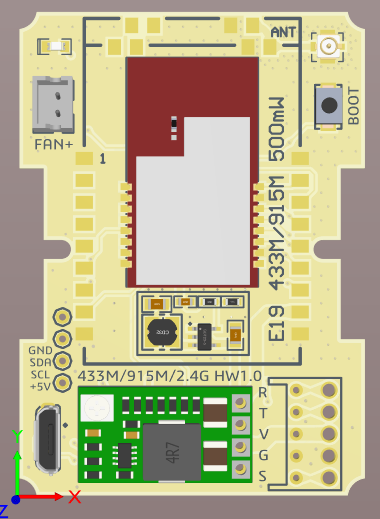 ANT
BOOT
FAN+
1
E19 433M/915M 500mW
GND
SDA
SCL
+5V
433M/915M/2.4G HW1.0
R
T
V
G
S
4R7
Y
X
Z